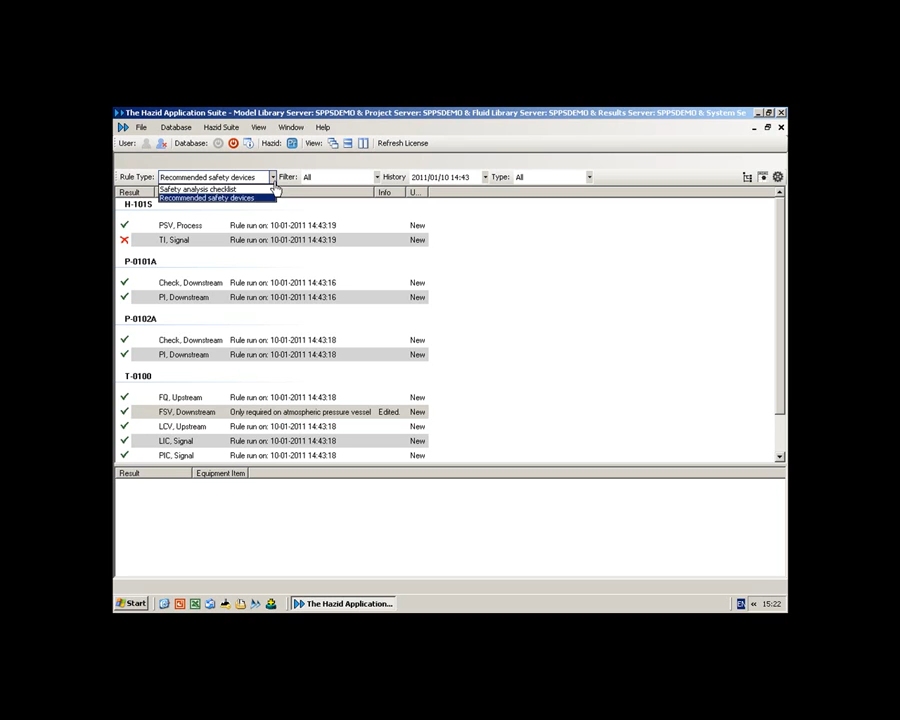 The Hazid Application Suite - Model Library Server: SPPSDEMO & Project Server: SPPSDEMO & Fluid Library Server: SPPSDEMO & Results Server: SPPSDEMO & System Se
File Database Hazid Suite View Window Help
User: Database: Hazid: View: Refresh License
Rule Type: Recommended safety devices Filter: All History 2011/01/10 14:43 Type: All
Safety analysis checklist
Recommended safety devices
Result Info U...
H-101S
PSV, Process Rule run on: 10-01-2011 14:43:19 New
TI, Signal Rule run on: 10-01-2011 14:43:19 New
P-0101A
Check, Downstream Rule run on: 10-01-2011 14:43:16 New
PI, Downstream Rule run on: 10-01-2011 14:43:16 New
P-0102A
Check, Downstream Rule run on: 10-01-2011 14:43:18 New
PI, Downstream Rule run on: 10-01-2011 14:43:18 New
T-0100
FQ, Upstream Rule run on: 10-01-2011 14:43:18 New
FSV, Downstream Only required on atmospheric pressure vessel Edited. New
LCV, Upstream Rule run on: 10-01-2011 14:43:18 New
LIC, Signal Rule run on: 10-01-2011 14:43:18 New
PIC, Signal Rule run on: 10-01-2011 14:43:18 New
Result Equipment Item
Start The Hazid Application... EN « 15:22